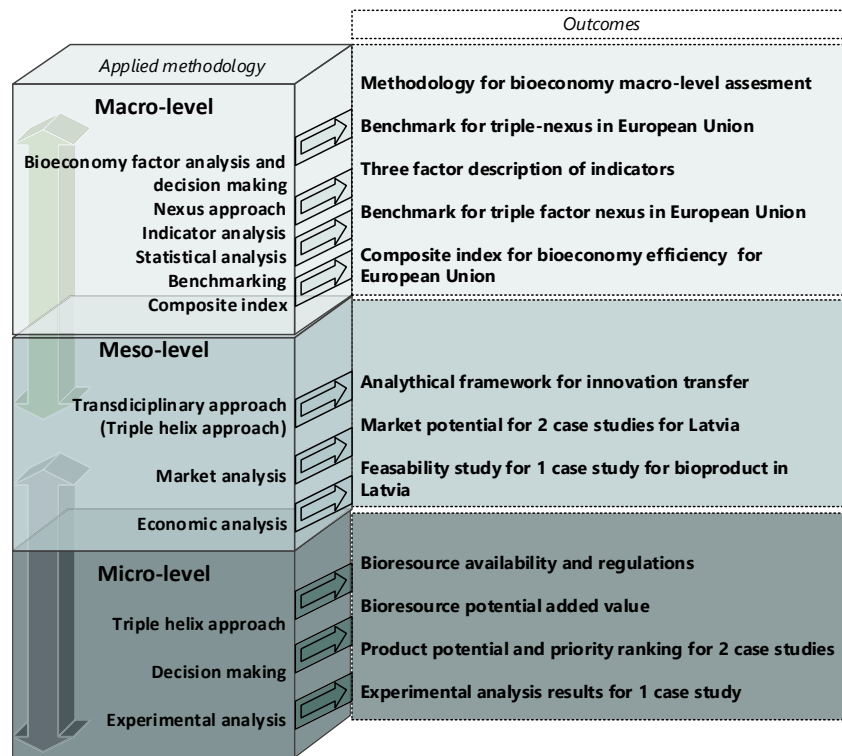 Outcomes
Applied methodology
Macro-level
Bioeconomy factor analysis and
decision making
Nexus approach
Indicator analysis
Statistical analysis
Benchmarking
Composite index
Methodology for bioeconomy macro-level assesment
Benchmark for triple-nexus in European Union
Three factor description of indicators
Benchmark for triple factor nexus in European Union
Composite index for bioeconomy efficiency for
European Union
Meso-level
Transdiciplinary approach
(Triple helix approach)
Market analysis
Economic analysis
Analythical framework for innovation transfer
Market potential for 2 case studies for Latvia
Feasability study for 1 case study for bioproduct in
Latvia
Micro-level
Triple helix approach
Decision making
Experimental analysis
Bioresource availability and regulations
Bioresource potential added value
Product potential and priority ranking for 2 case studies
Experimental analysis results for 1 case study